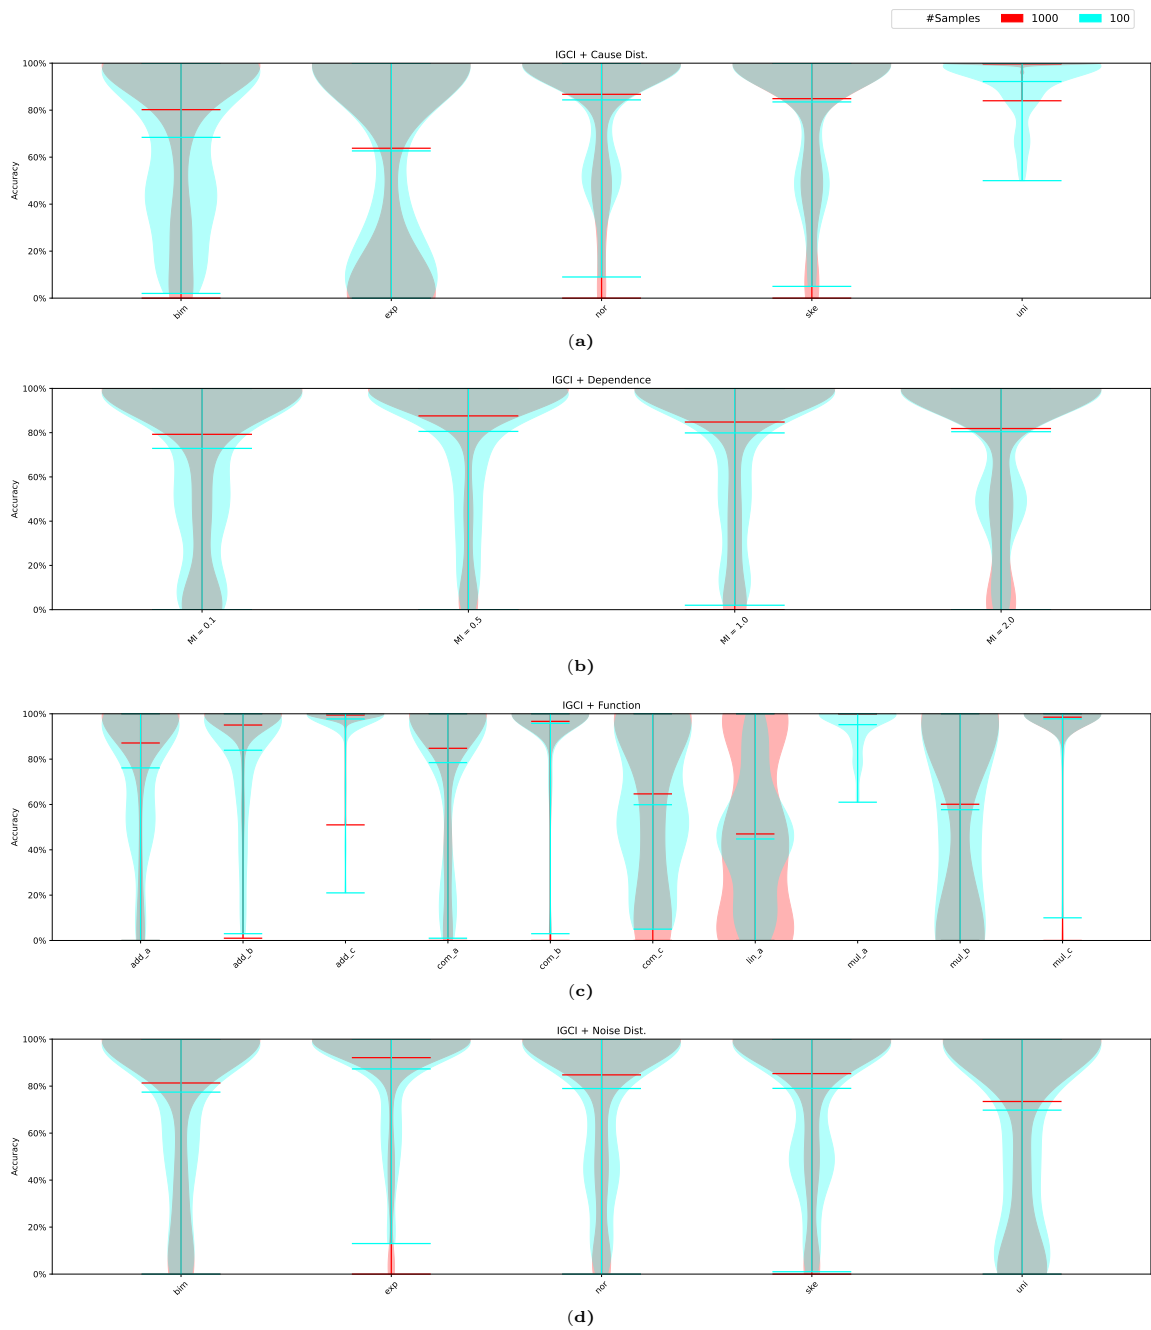 #Samples 1000 100
IGCI + Cause Dist.
100%
80%
60%
40%
20%
0%
Accuracy
bim exp nor ske uni
(a)
IGCI + Dependence
100%
80%
60%
40%
20%
0%
Accuracy
MI = 0.1 MI = 0.5 MI = 1.0 MI = 2.0
(b)
IGCI + Function
100%
80%
60%
40%
20%
0%
Accuracy
add_a add_b add_c com_a com_b com_c lin_a mul_a mul_b mul_c
(c)
IGCI + Noise Dist.
100%
80%
60%
40%
20%
0%
Accuracy
bim exp nor ske uni
(d)